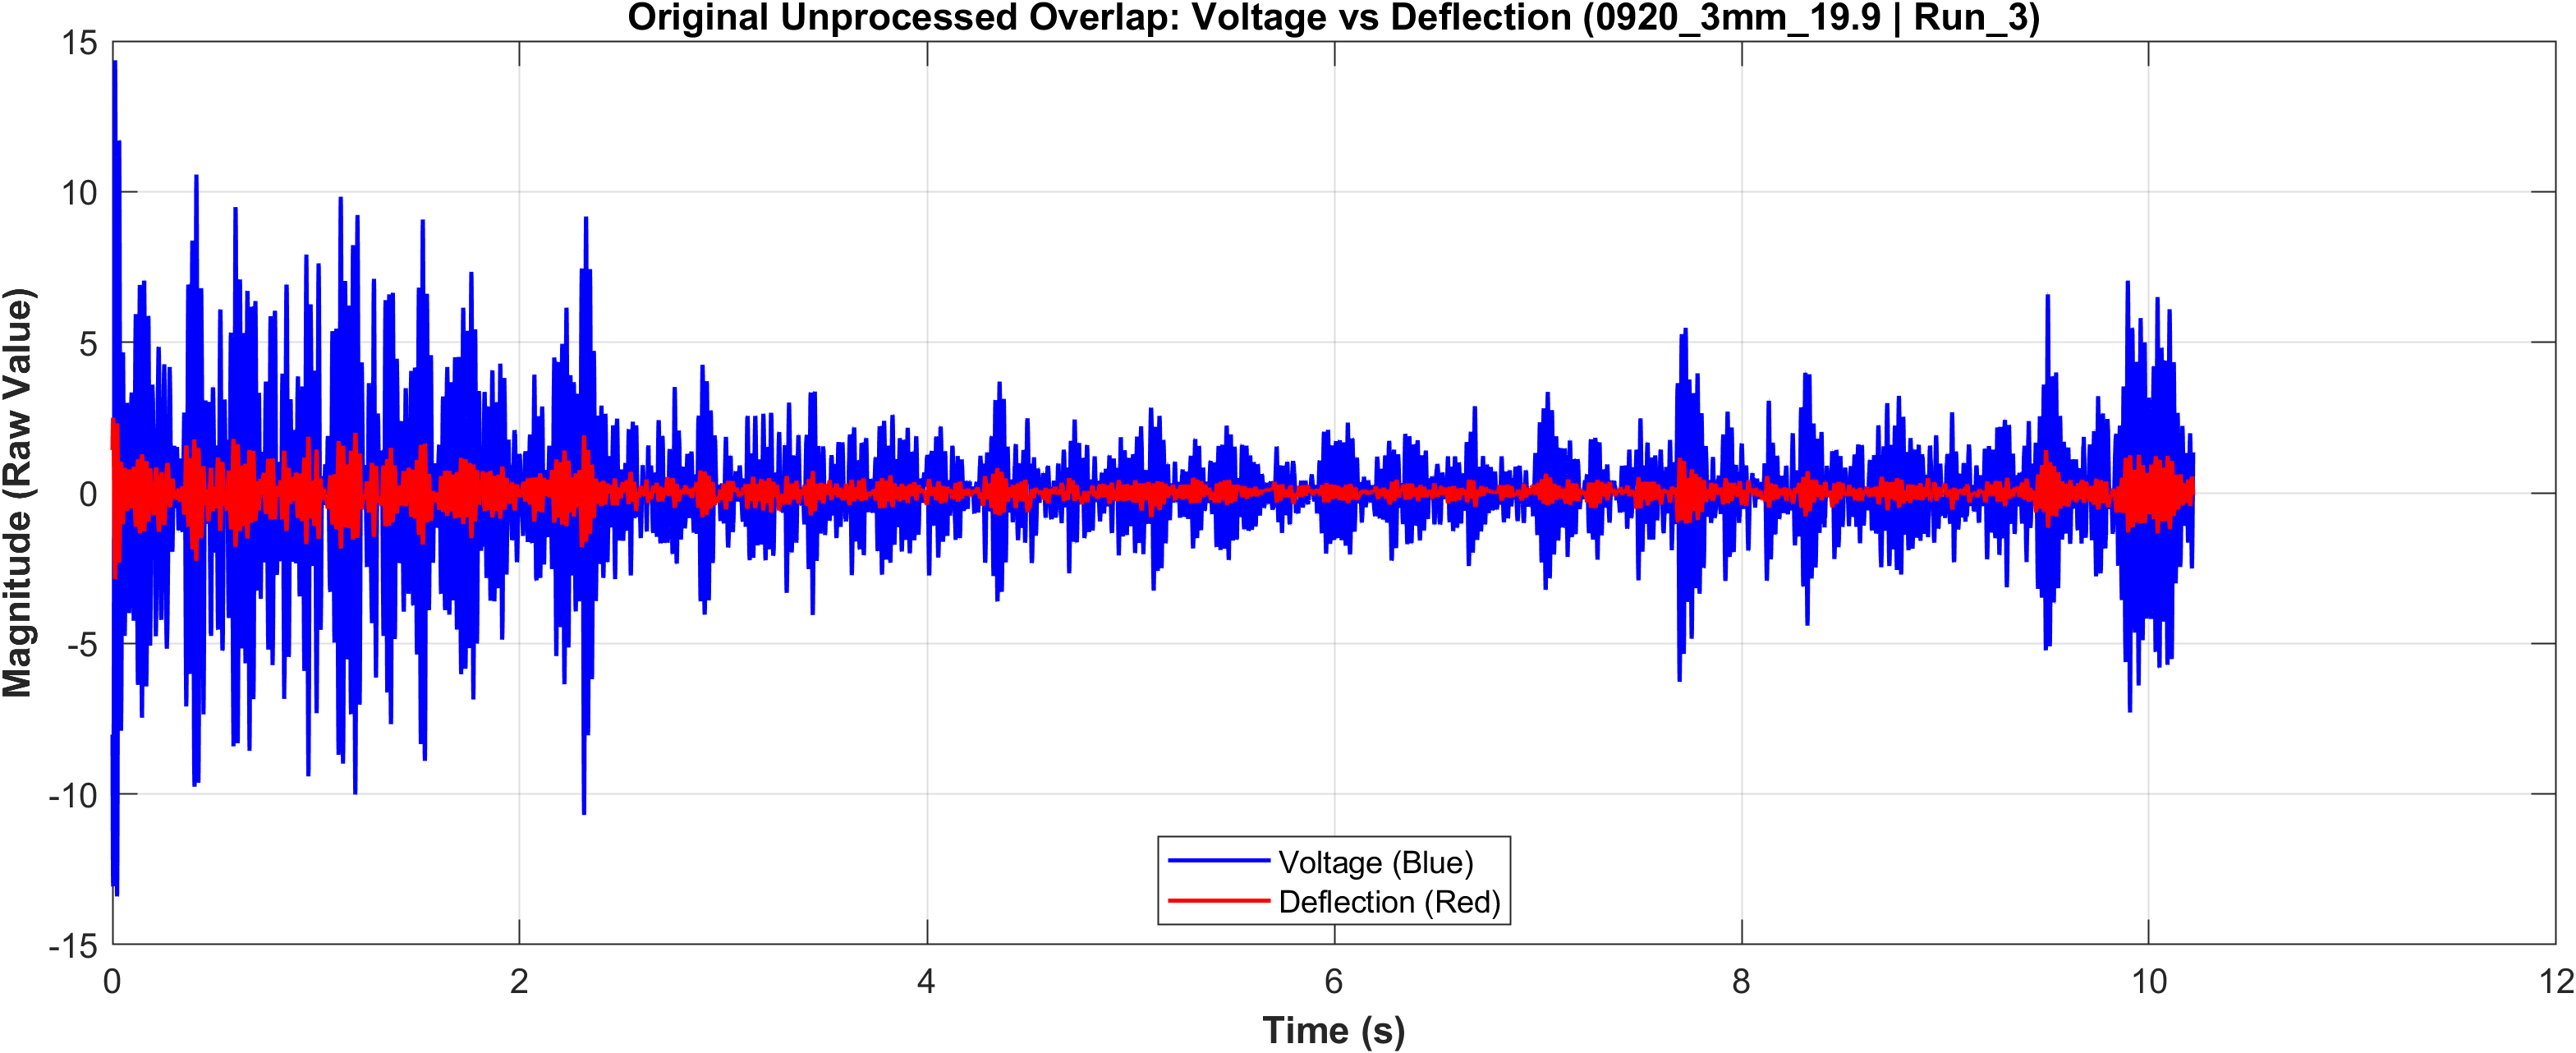 Original Unprocessed Overlap: Voltage vs Deflection (0920_3mm_19.9 | Run_3)
Magnitude (Raw Value)
15
10
5
0
-5
-10
-15
Voltage (Blue)
Deflection (Red)
0 2 4 6 8 10 12
Time (s)